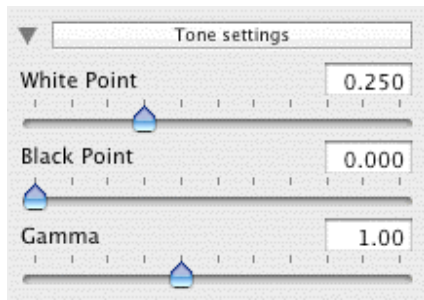 Tone settings
White Point 0.250
Black Point 0.000
Gamma 1.00